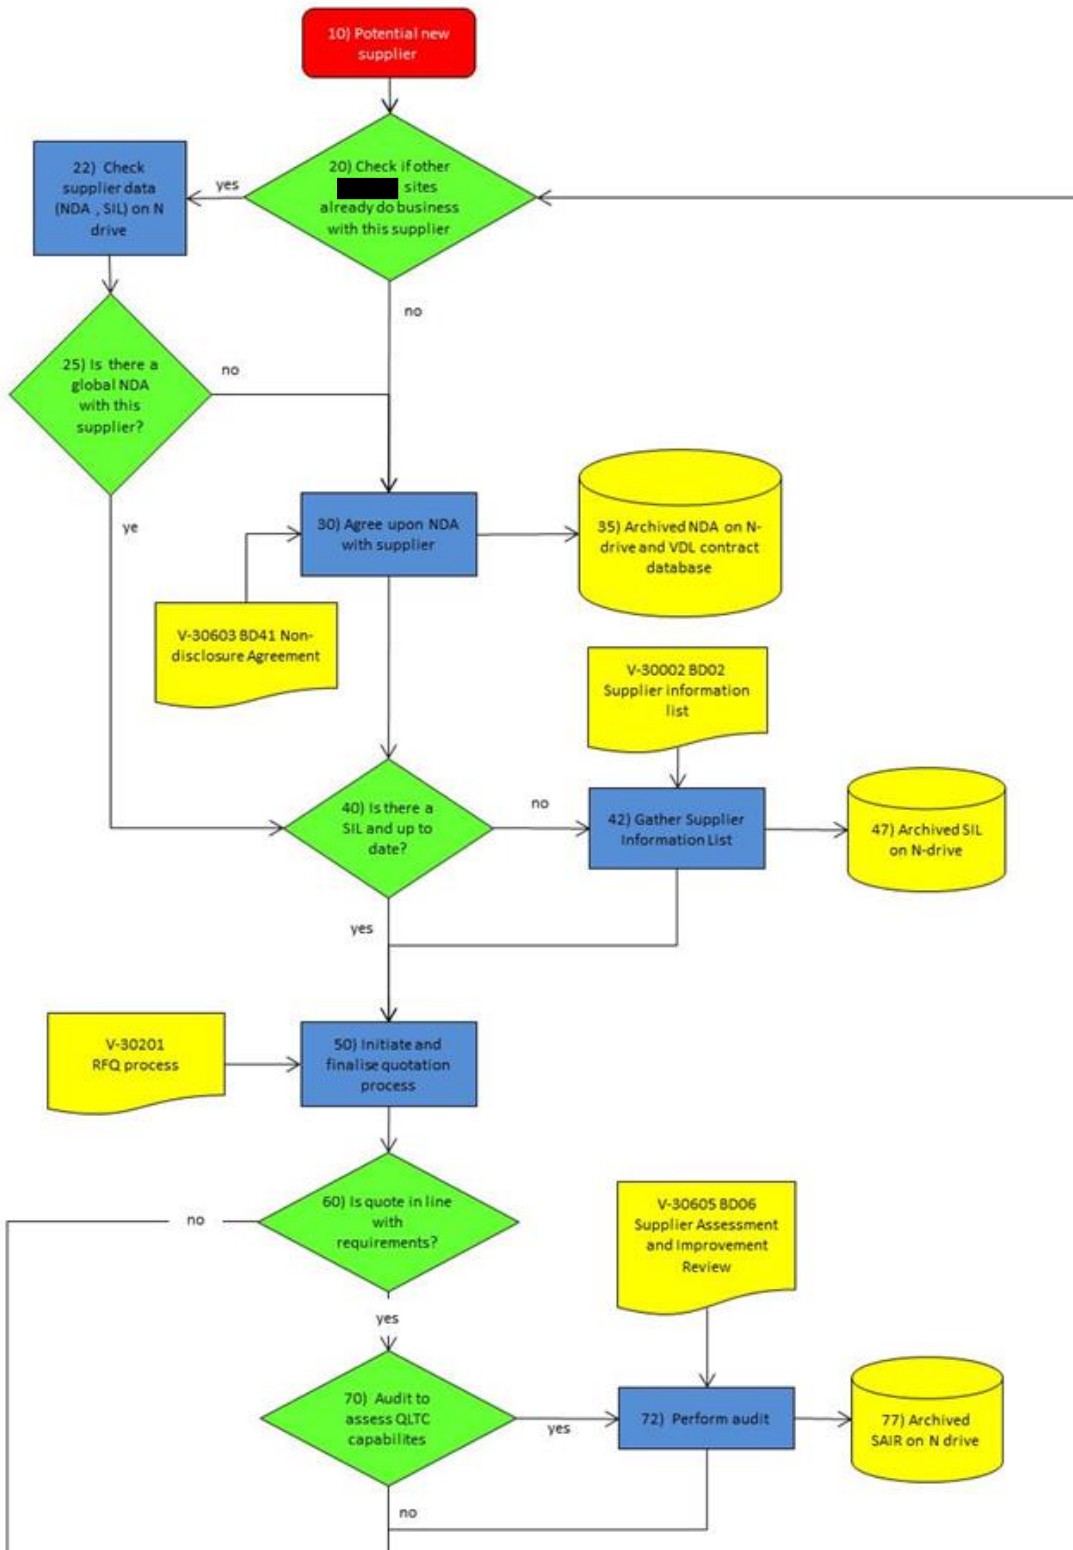 10) Potential new
supplier
22) Check
supplier data
(NDA , SIL) on N
drive
yes
20) Check if other
sites
already do business
with this supplier
no
25) Is there a
global NDA
with this
supplier?
no
ye
30) Agree upon NDA
with supplier
35) Archived NDA on N-
drive and VDL contract
database
V-30603 BD41 Non-
disclosure Agreement
V-30002 BD02
Supplier information
list
40) Is there a
SIL and up to
date?
no
42) Gather Supplier
Information List
47) Archived SIL
on N-drive
yes
V-30201
RFQ process
50) Initiate and
finalise quotation
process
60) Is quote in line
with
requirements?
no
yes
V-30605 BD06
Supplier Assessment
and Improvement
Review
70) Audit to
assess QLTC
capabilites
yes
72) Perform audit
77) Archived
SAIR on N drive
no